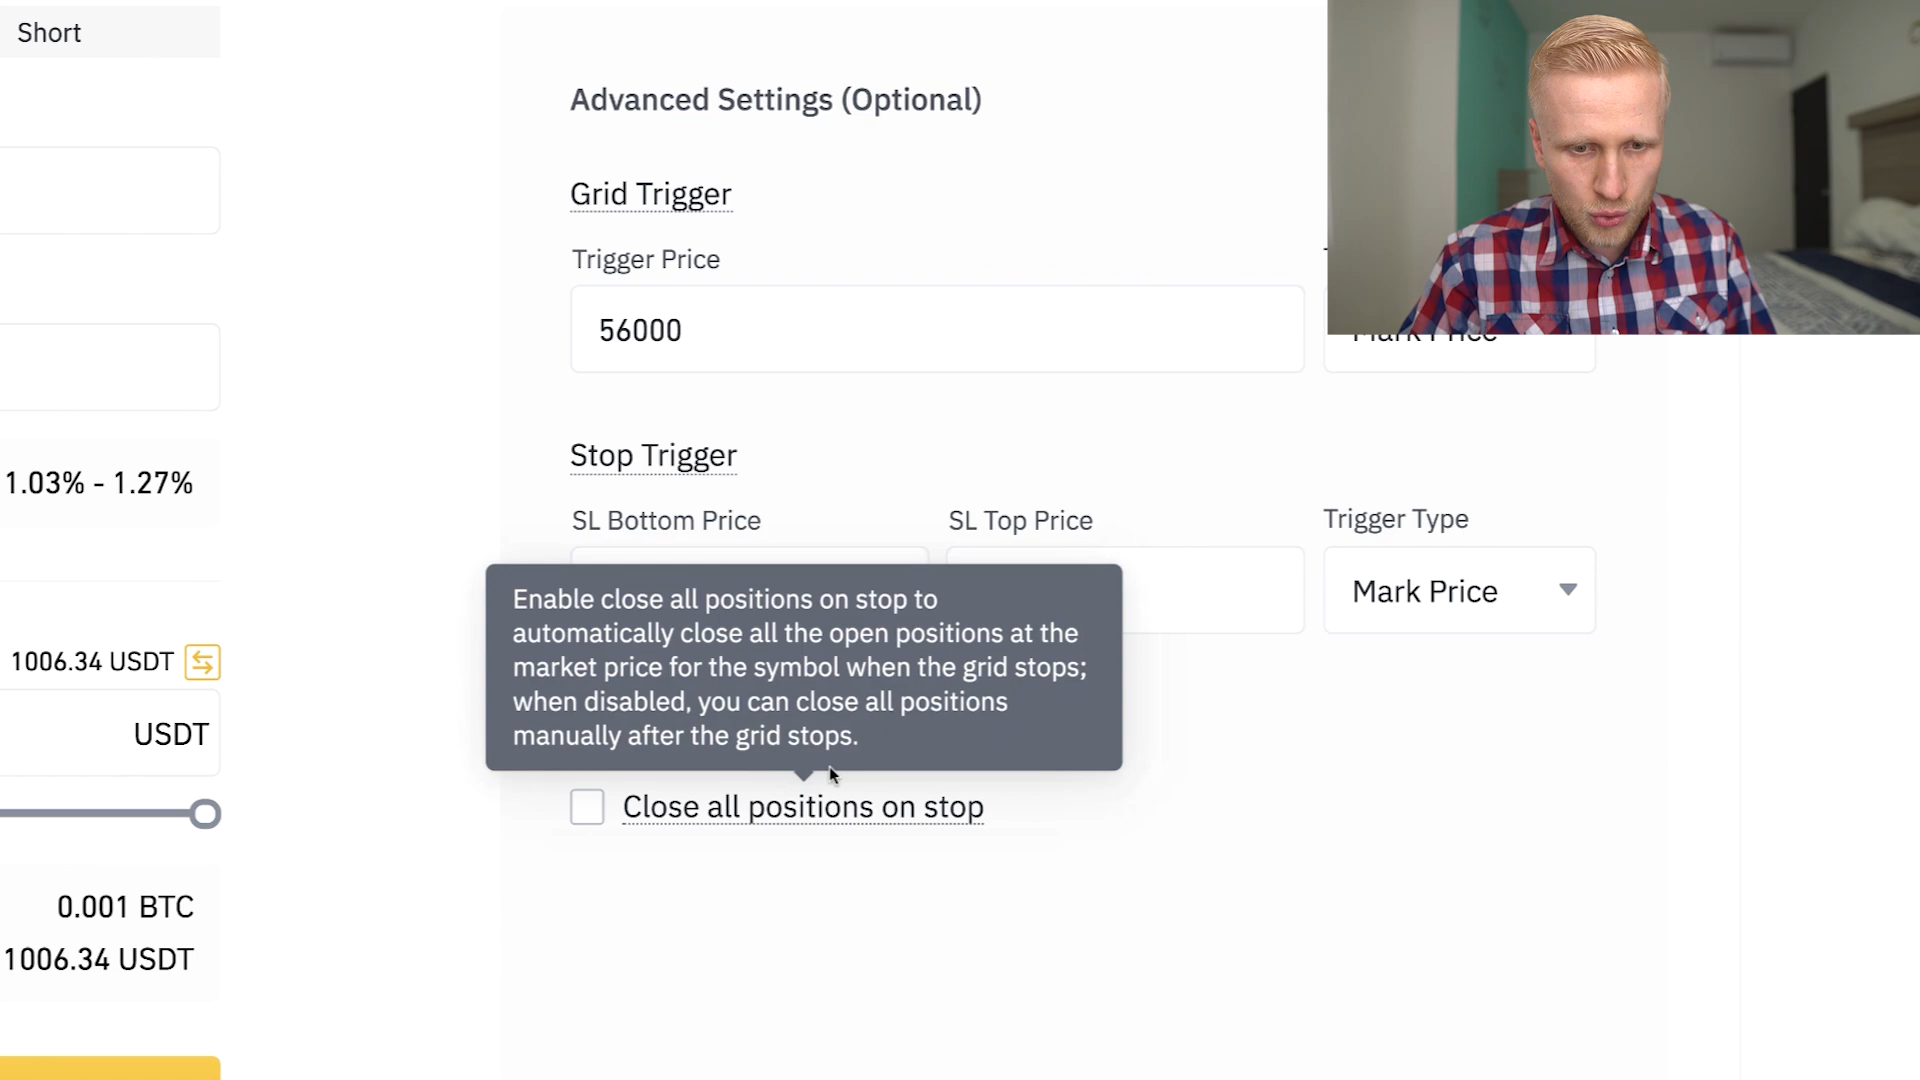 Short
Advanced Settings (Optional)
Grid Trigger
Trigger Price
56000
Mark Price
Stop Trigger
1.03% - 1.27%
SL Bottom Price
SL Top Price
Trigger Type
Mark Price
Enable close all positions on stop to
automatically close all the open positions at the
market price for the symbol when the grid stops;
when disabled, you can close all positions
manually after the grid stops.
1006.34 USDT
USDT
Close all positions on stop
0.001 BTC
1006.34 USDT